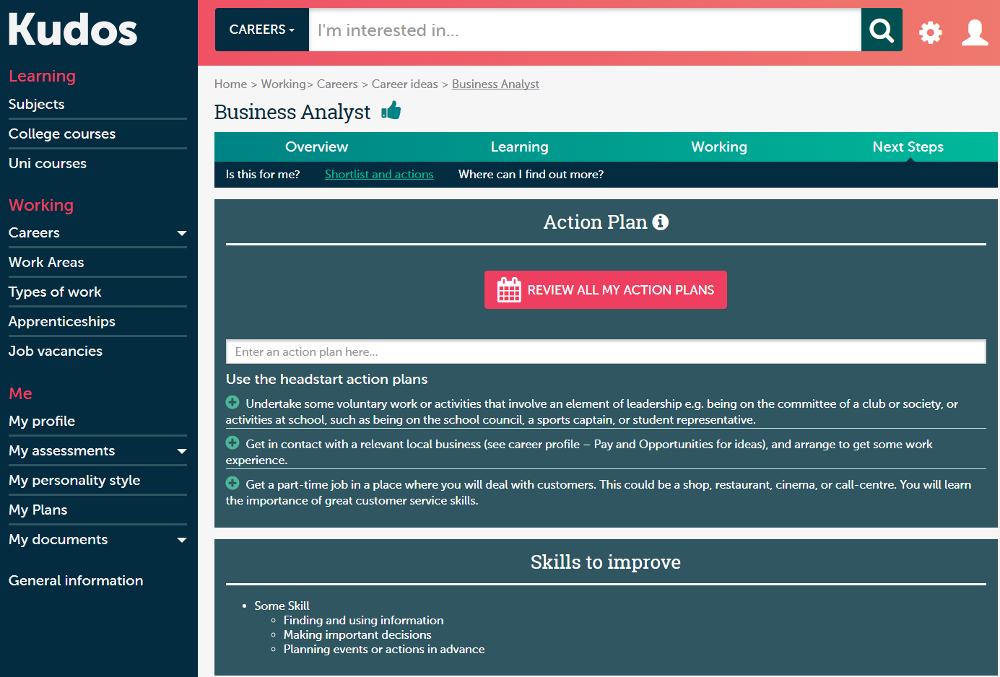 Kudos
Learning
Subjects
College courses
Uni courses
Working
Careers
Work Areas
Types of work
Apprenticeships
Job vacancies
Me
My profile
My assessments
My personality style
My Plans
My documents
General information
CAREERS
I'm interested in...
Home > Working> Careers > Career ideas > Business Analyst
Business Analyst
Overview Learning Working Next Steps
Is this for me? Shortlist and actions Where can I find out more?
Action Plan
REVIEW ALL MY ACTION PLANS
Enter an action plan here...
Use the headstart action plans
Undertake some voluntary work or activities that involve an element of leadership e.g. being on the committee of a club or society, or
activities at school, such as being on the school council, a sports captain, or student representative.
Get in contact with a relevant local business (see career profile – Pay and Opportunities for ideas), and arrange to get some work
experience.
Get a part-time job in a place where you will deal with customers. This could be a shop, restaurant, cinema, or call-centre. You will learn
the importance of great customer service skills.
Skills to improve
• Some Skill
◦ Finding and using information
◦ Making important decisions
◦ Planning events or actions in advance